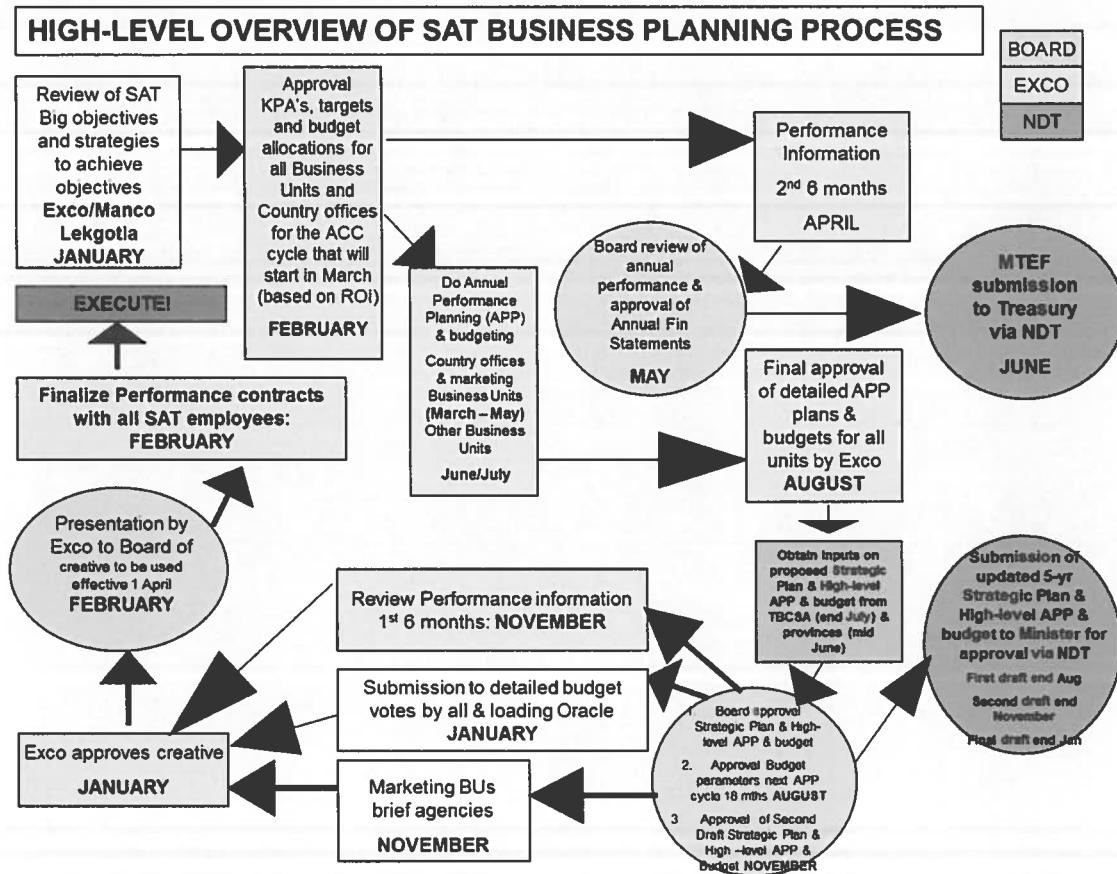 HIGH-LEVEL OVERVIEW OF SAT BUSINESS PLANNING PROCESS
BOARD
EXCO
NDT
Review of SAT
Big objectives
and strategies
to achieve
objectives
Exco/Manco
Lekgotla
JANUARY
Approval
KPA's, targets
and budget
allocations for
all Business
Units and
Country offices
for the ACC
cycle that will
start in March
(based on ROi)
FEBRUARY
Performance
Information
2nd 6 months
APRIL
Do Annual
Performance
Planning (APP)
& budgeting
Country offices
& marketing
Business Units
(March – May)
Other Business
Units
June/July
Board review of
annual
performance &
approval of
Annual Fin
Statements
MAY
MTEF
submission
to Treasury
via NDT
JUNE
EXECUTE!
Finalize Performance contracts
with all SAT employees:
FEBRUARY
Final approval
of detailed APP
plans &
budgets for all
units by Exco
AUGUST
Presentation by
Exco to Board of
creative to be used
effective 1 April
FEBRUARY
Obtain Inputs on
proposed Strategic
Plan & High-level
APP & budget from
TBCSA (end July) &
provinces (mid
June)
Submission of
updated 5-yr
Strategic Plan &
High-level APP &
budget to Minister for
approval via NDT
First draft end Aug
Second draft end
November
Final draft end Jan
Review Performance information
1st 6 months: NOVEMBER
Submission to detailed budget
votes by all & loading Oracle
JANUARY
Exco approves creative
JANUARY
Marketing BUs
brief agencies
NOVEMBER
1. Board approval
Strategic Plan & High-
level APP & budget
2. Approval Budget
parameters next APP
cyclo 18 mths AUGUST
3 Approval of Second
Draft Strategic Plan &
High –level APP &
Budget NOVEMBER